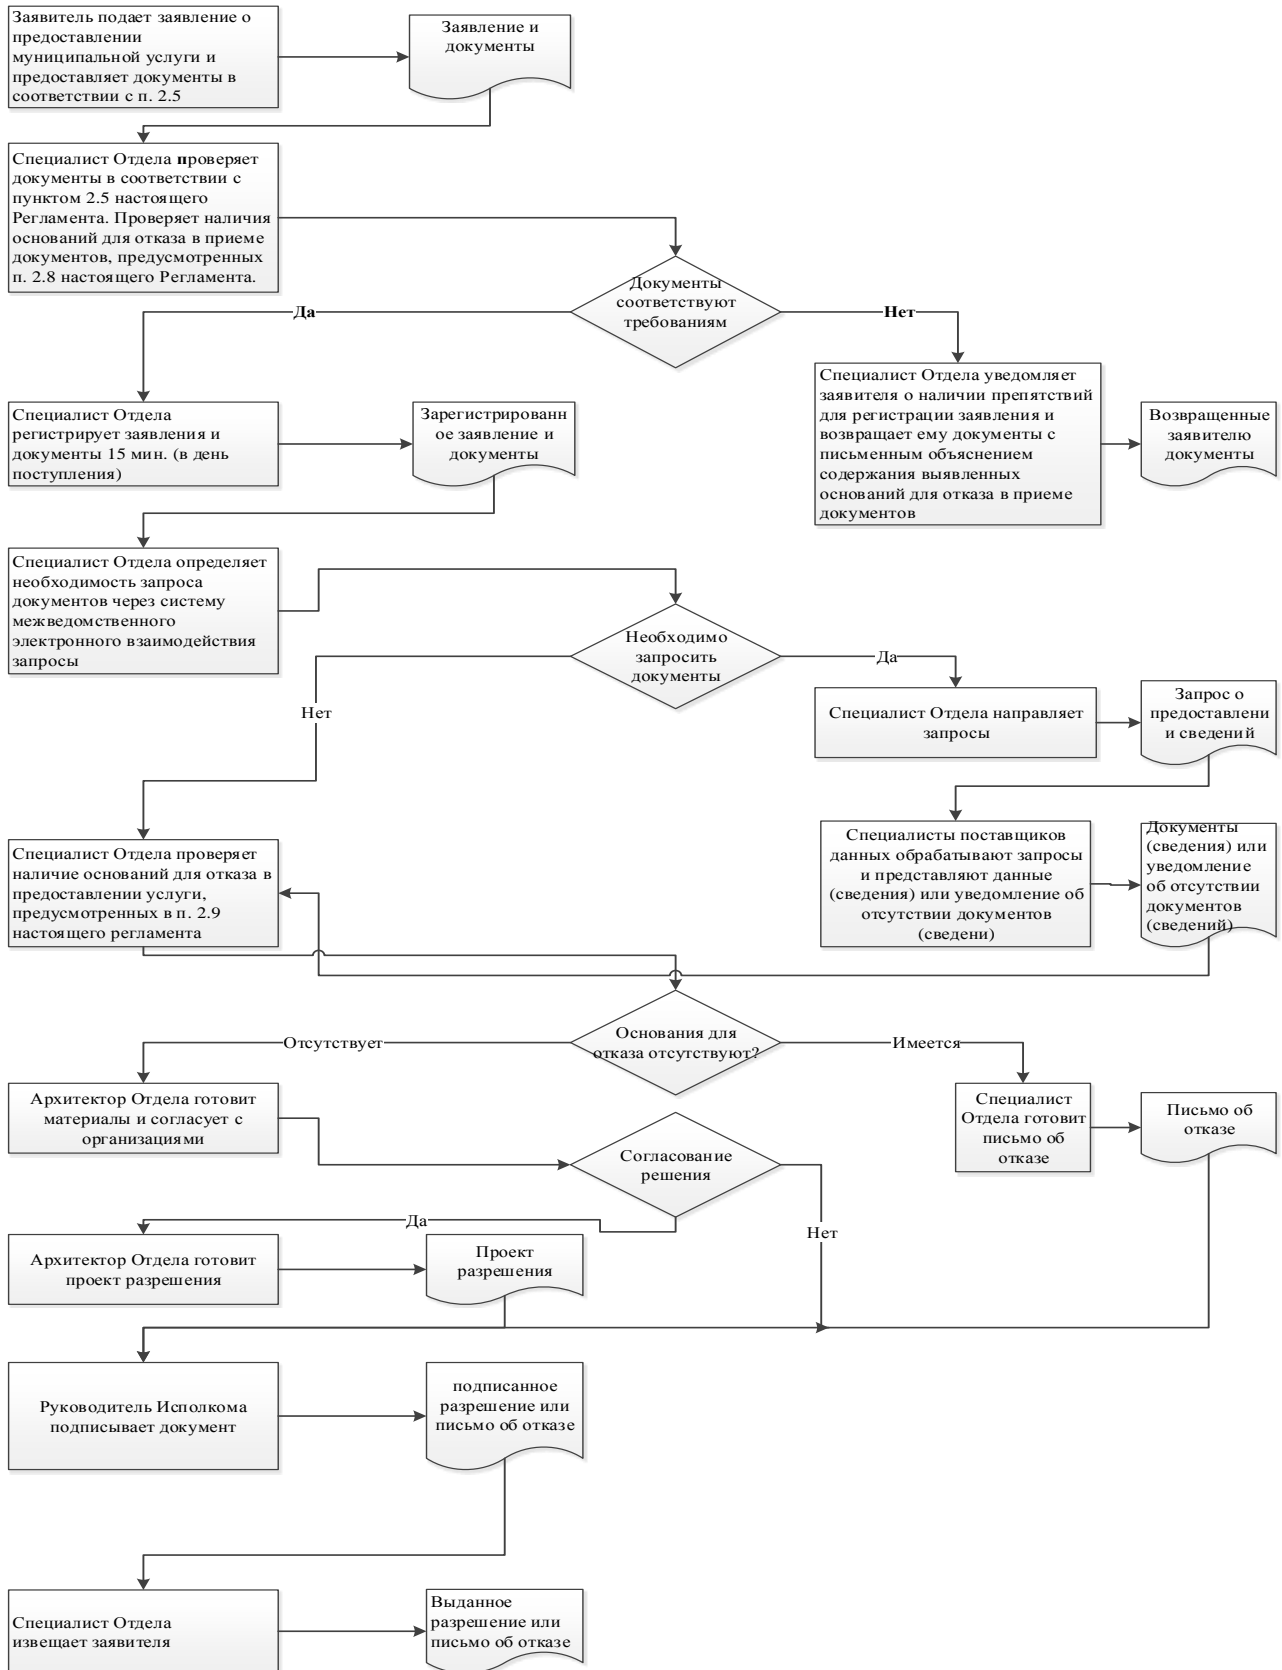 Заявитель подает заявление о
предоставлении
муниципальной услуги и
предоставляет документы в
соответствии с п. 2.5
Заявление и
документы
Специалист Отдела проверяет
документы в соответствии с
пунктом 2.5 настоящего
Регламента. Проверяет наличия
оснований для отказа в приеме
документов, предусмотренных
п. 2.8 настоящего Регламента.
Документы
соответствуют
требованиям
Да
Нет
Специалист Отдела
регистрирует заявления и
документы 15 мин. (в день
поступления)
Зарегистрированн
ое заявление и
документы
Специалист Отдела уведомляет
заявителя о наличии препятствий
для регистрации заявления и
возвращает ему документы с
письменным объяснением
содержания выявленных
оснований для отказа в приеме
документов
Возвращенные
заявителю
документы
Специалист Отдела определяет
необходимость запроса
документов через систему
межведомственного
электронного взаимодействия
запросы
Необходимо
запросить
документы
Да
Нет
Специалист Отдела направляет
запросы
Запрос о
предоставлени
и сведений
Специалист Отдела проверяет
наличие оснований для отказа в
предоставлении услуги,
предусмотренных в п. 2.9
настоящего регламента
Специалисты поставщиков
данных обрабатывают запросы
и представляют данные
(сведения) или уведомление об
отсутствии документов
(сведени)
Документы
(сведения) или
уведомление
об отсутствии
документов
(сведений)
Основания для
отказа отсутствуют?
Отсутствует
Имеется
Архитектор Отдела готовит
материалы и согласует с
организациями
Специалист
Отдела готовит
письмо об
отказе
Письмо об
отказе
Согласование
решения
Да
Нет
Архитектор Отдела готовит
проект разрешения
Проект
разрешения
Руководитель Исполкома
подписывает документ
подписанное
разрешение или
письмо об отказе
Специалист Отдела
извещает заявителя
Выданное
разрешение или
письмо об отказе